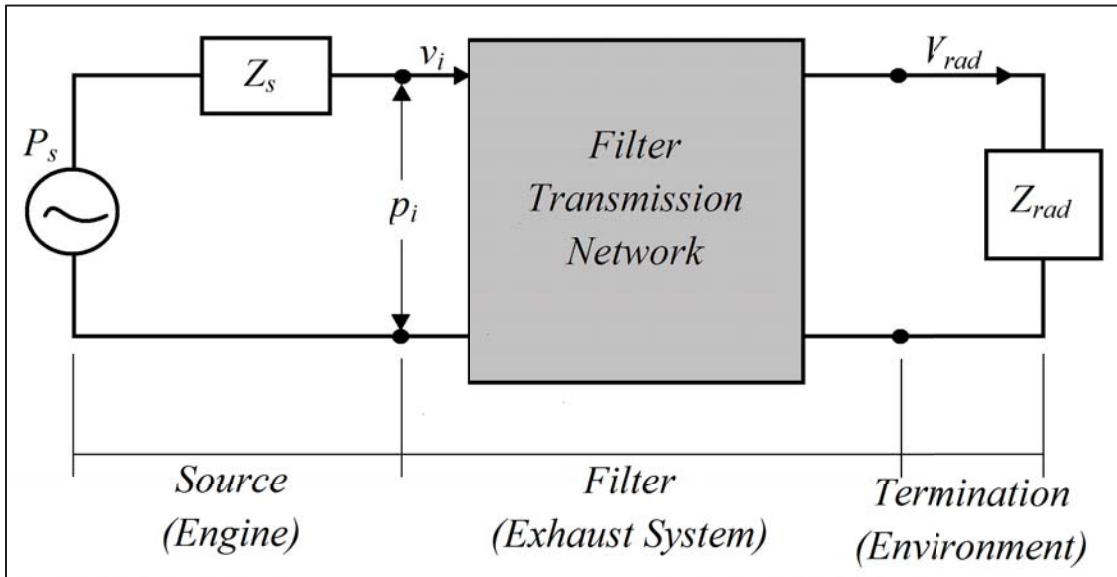 Z_s
v_i
V_rad
P_s
p_i
Filter
Transmission
Network
Z_rad
Source
(Engine)
Filter
(Exhaust System)
Termination
(Environment)